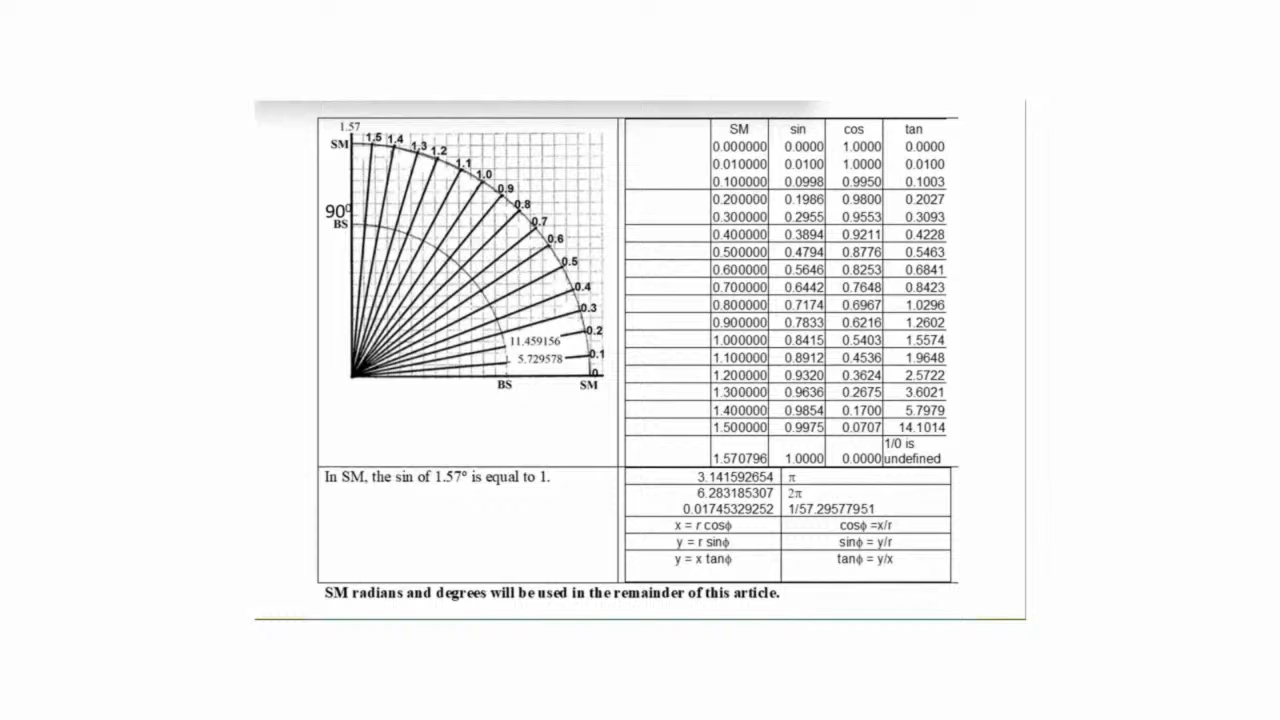 1.57
SM 1.5 1.4 1.3 1.2
1.1
1.0
0.9
90⁰ 0.8
BS 0.7
0.6
0.5
0.4
0.3
0.2
11.459156
0.1
5.729578
0
BS SM
SM sin cos tan
0.000000 0.0000 1.0000 0.0000
0.010000 0.0100 1.0000 0.0100
0.100000 0.0998 0.9950 0.1003
0.200000 0.1986 0.9800 0.2027
0.300000 0.2955 0.9553 0.3093
0.400000 0.3894 0.9211 0.4228
0.500000 0.4794 0.8776 0.5463
0.600000 0.5646 0.8253 0.6841
0.700000 0.6442 0.7648 0.8423
0.800000 0.7174 0.6967 1.0296
0.900000 0.7833 0.6216 1.2602
1.000000 0.8415 0.5403 1.5574
1.100000 0.8912 0.4536 1.9648
1.200000 0.9320 0.3624 2.5722
1.300000 0.9636 0.2675 3.6021
1.400000 0.9854 0.1700 5.7979
1.500000 0.9975 0.0707 14.1014
1/0 is
1.570796 1.0000 0.0000 undefined
In SM, the sin of 1.57⁰ is equal to 1.
3.141592654 π
6.283185307 2π
0.01745329252 1/57.29577951
x = r cosϕ cosϕ =x/r
y = r sinϕ sinϕ = y/r
y = x tanϕ tanϕ = y/x
SM radians and degrees will be used in the remainder of this article.